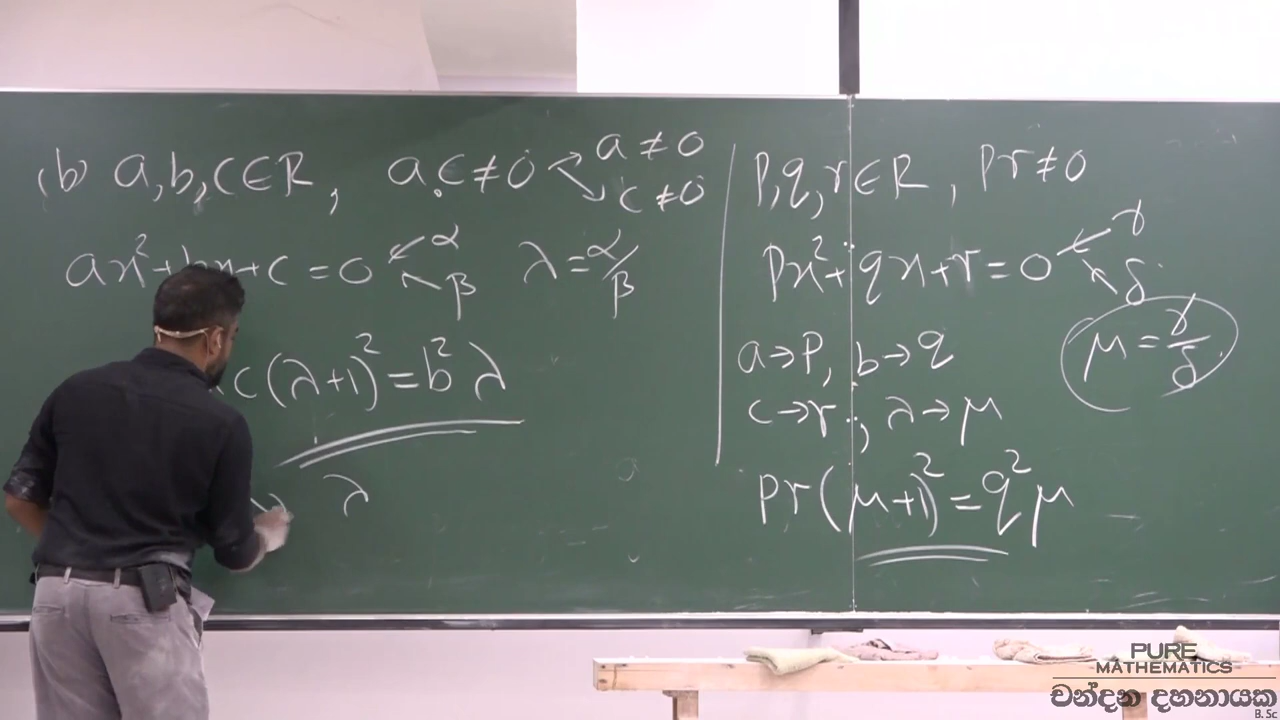 (b) a,b,c∈R, a.c≠0 a≠0
c≠0
ax²+bx+c=0 α
β
λ=α/β
c(λ+1)²=b²λ
λ
p,q,r∈R, pr≠0
px²+qx+r=0 γ
δ
μ=γ/δ
a→p, b→q
c→r, λ→μ
pr(μ+1)²=q²μ
PURE
MATHEMATICS
චන්දන දහනායක
B. Sc